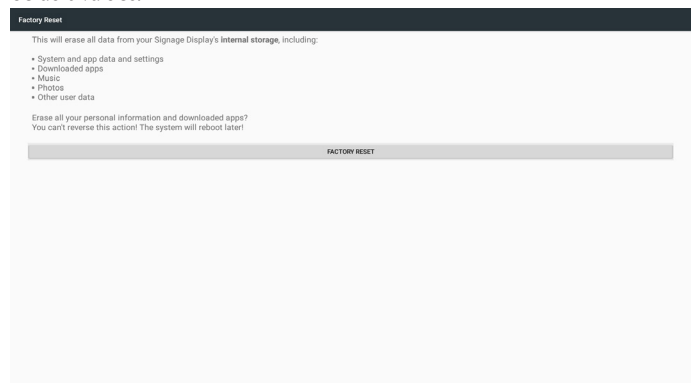 Factory Reset
This will erase all data from your Signage Display's internal storage, including:
▪ System and app data and settings
▪ Downloaded apps
▪ Music
▪ Photos
▪ Other user data
Erase all your personal information and downloaded apps?
You can't reverse this action! The system will reboot later!
FACTORY RESET